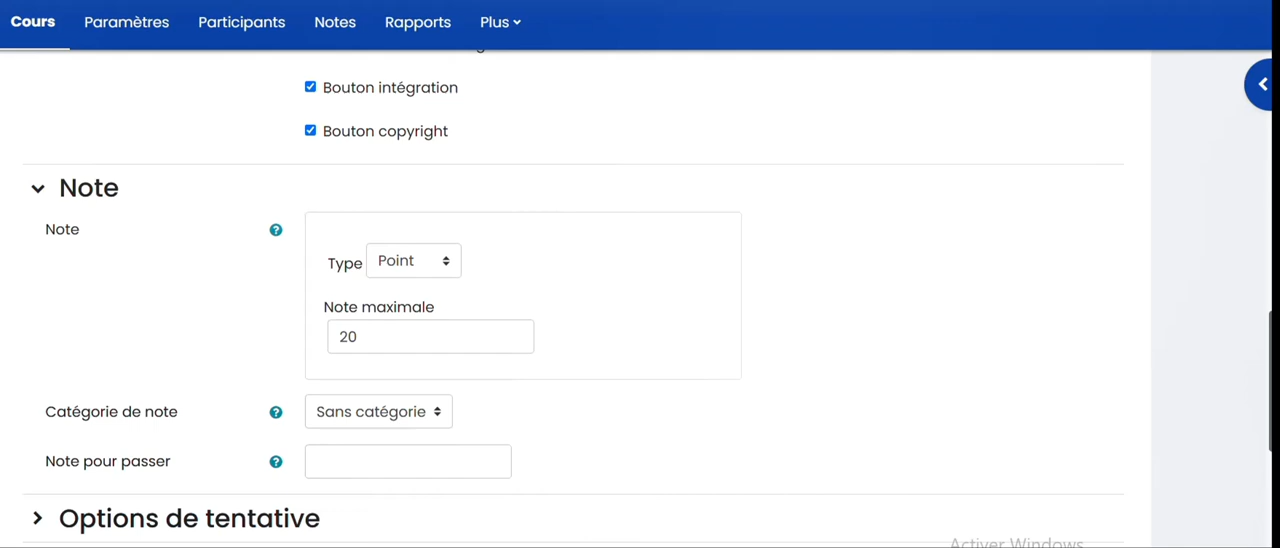 Cours Paramètres Participants Notes Rapports Plus
Bouton intégration
Bouton copyright
Note
Note
Type Point
Note maximale
20
Catégorie de note Sans catégorie
Note pour passer
Options de tentative
Activer Windows